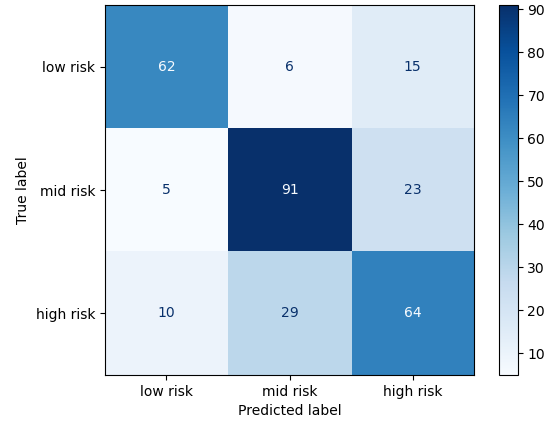 low risk 62 6 15
mid risk 5 91 23
high risk 10 29 64
low risk mid risk high risk
Predicted label
True label
90
80
70
60
50
40
30
20
10